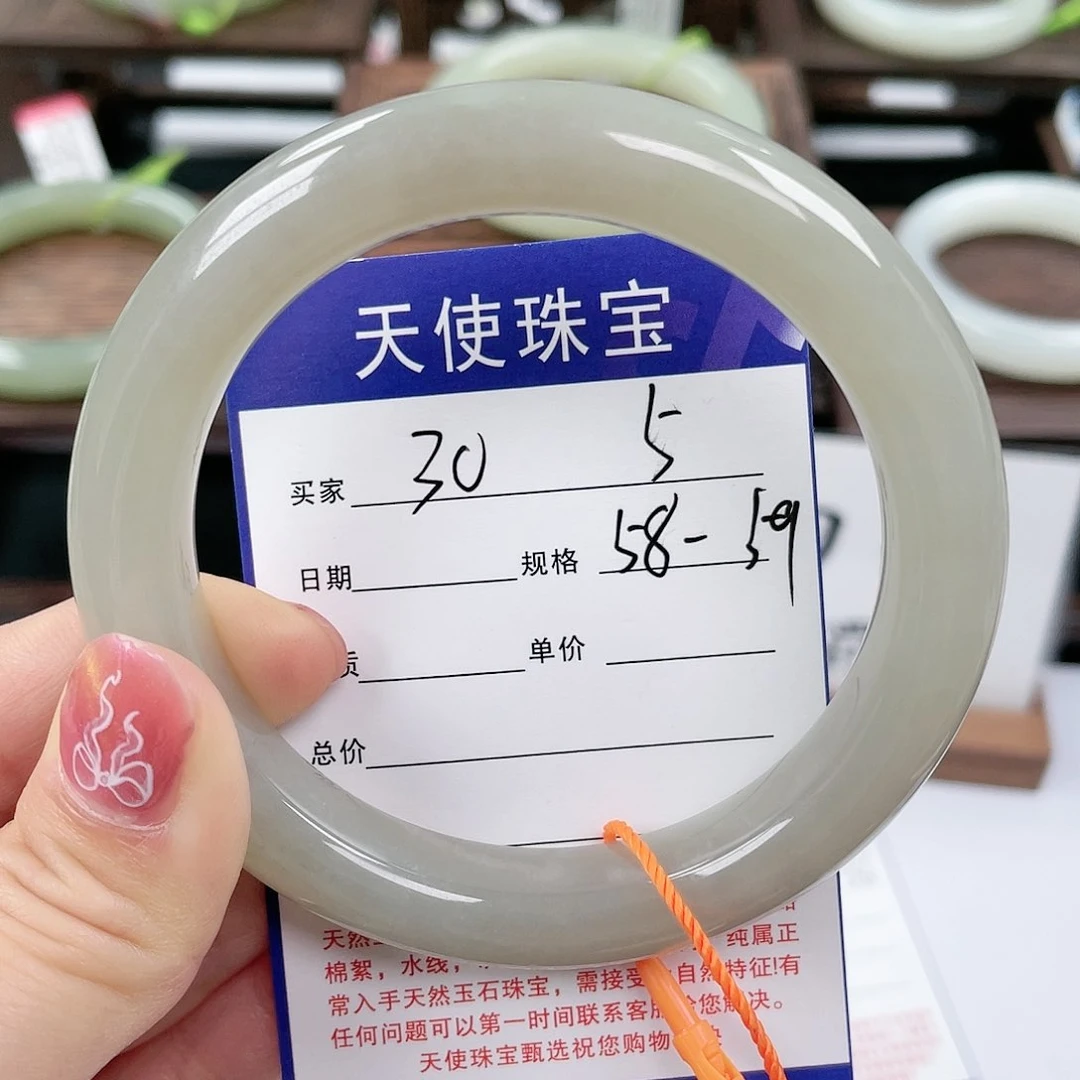 天使珠宝
买家 30 5
日期 规格 58-59
单价
总价
天然
棉絮，水线， 纯属正
常入手天然玉石珠宝，需接受 自然特征!有
任何问题可以第一时间联系客服 您解决。
天使珠宝甄选祝您购物